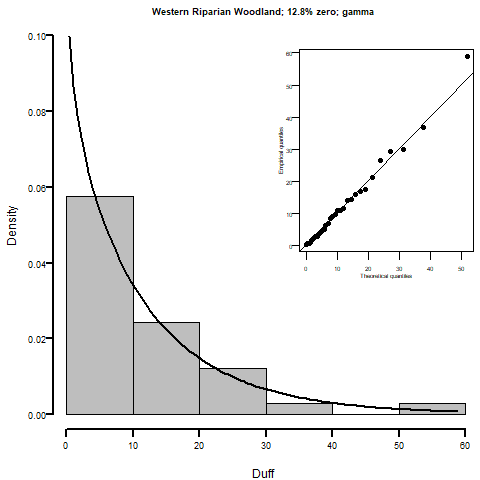 Western Riparian Woodland; 12.8% zero; gamma
Density
0.10
0.08
0.06
0.04
0.02
0.00
0 10 20 30 40 50 60
Duff
Empirical quantiles
60
50
40
30
20
10
0
0 10 20 30 40 50
Theoretical quantiles